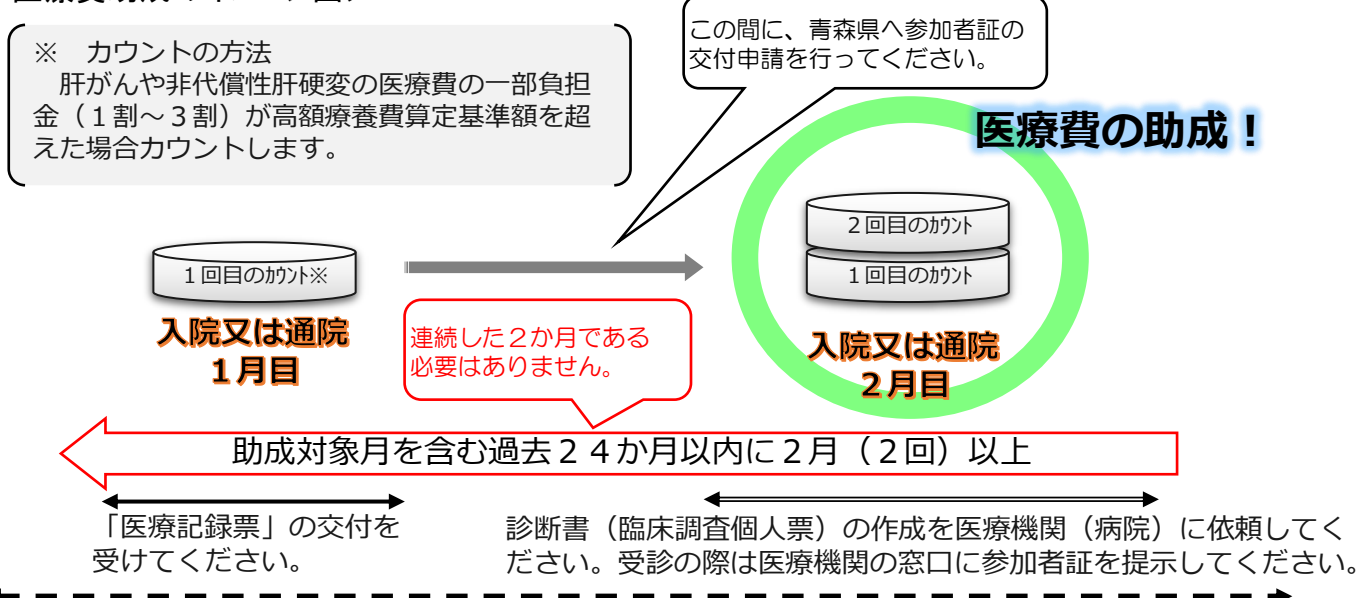 この間に、青森県へ参加者証の
交付申請を行ってください。
※　カウントの方法
　肝がんや非代償性肝硬変の医療費の一部負担
金（１割～３割）が高額療養費算定基準額を超
えた場合カウントします。
医療費の助成！
２回目のｶｳﾝﾄ
１回目のｶｳﾝﾄ※
１回目のｶｳﾝﾄ
入院又は通院
１月目
連続した２か月である
必要はありません。
入院又は通院
２月目
助成対象月を含む過去２４か月以内に２月（２回）以上
「医療記録票」の交付を
受けてください。
診断書（臨床調査個人票）の作成を医療機関（病院）に依頼してく
ださい。受診の際は医療機関の窓口に参加者証を提示してください。